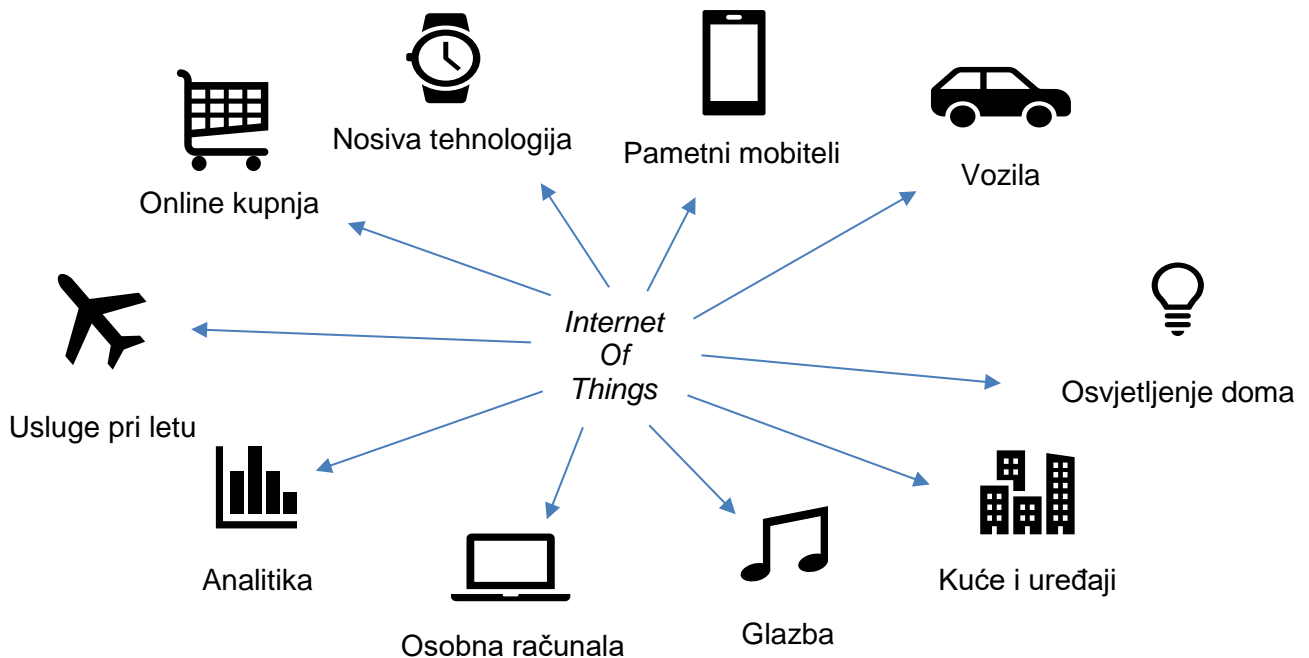 Nosiva tehnologija
Pametni mobiteli
Vozila
Online kupnja
Internet
Of
Things
Osvjetljenje doma
Usluge pri letu
Analitika
Kuće i uređaji
Glazba
Osobna računala